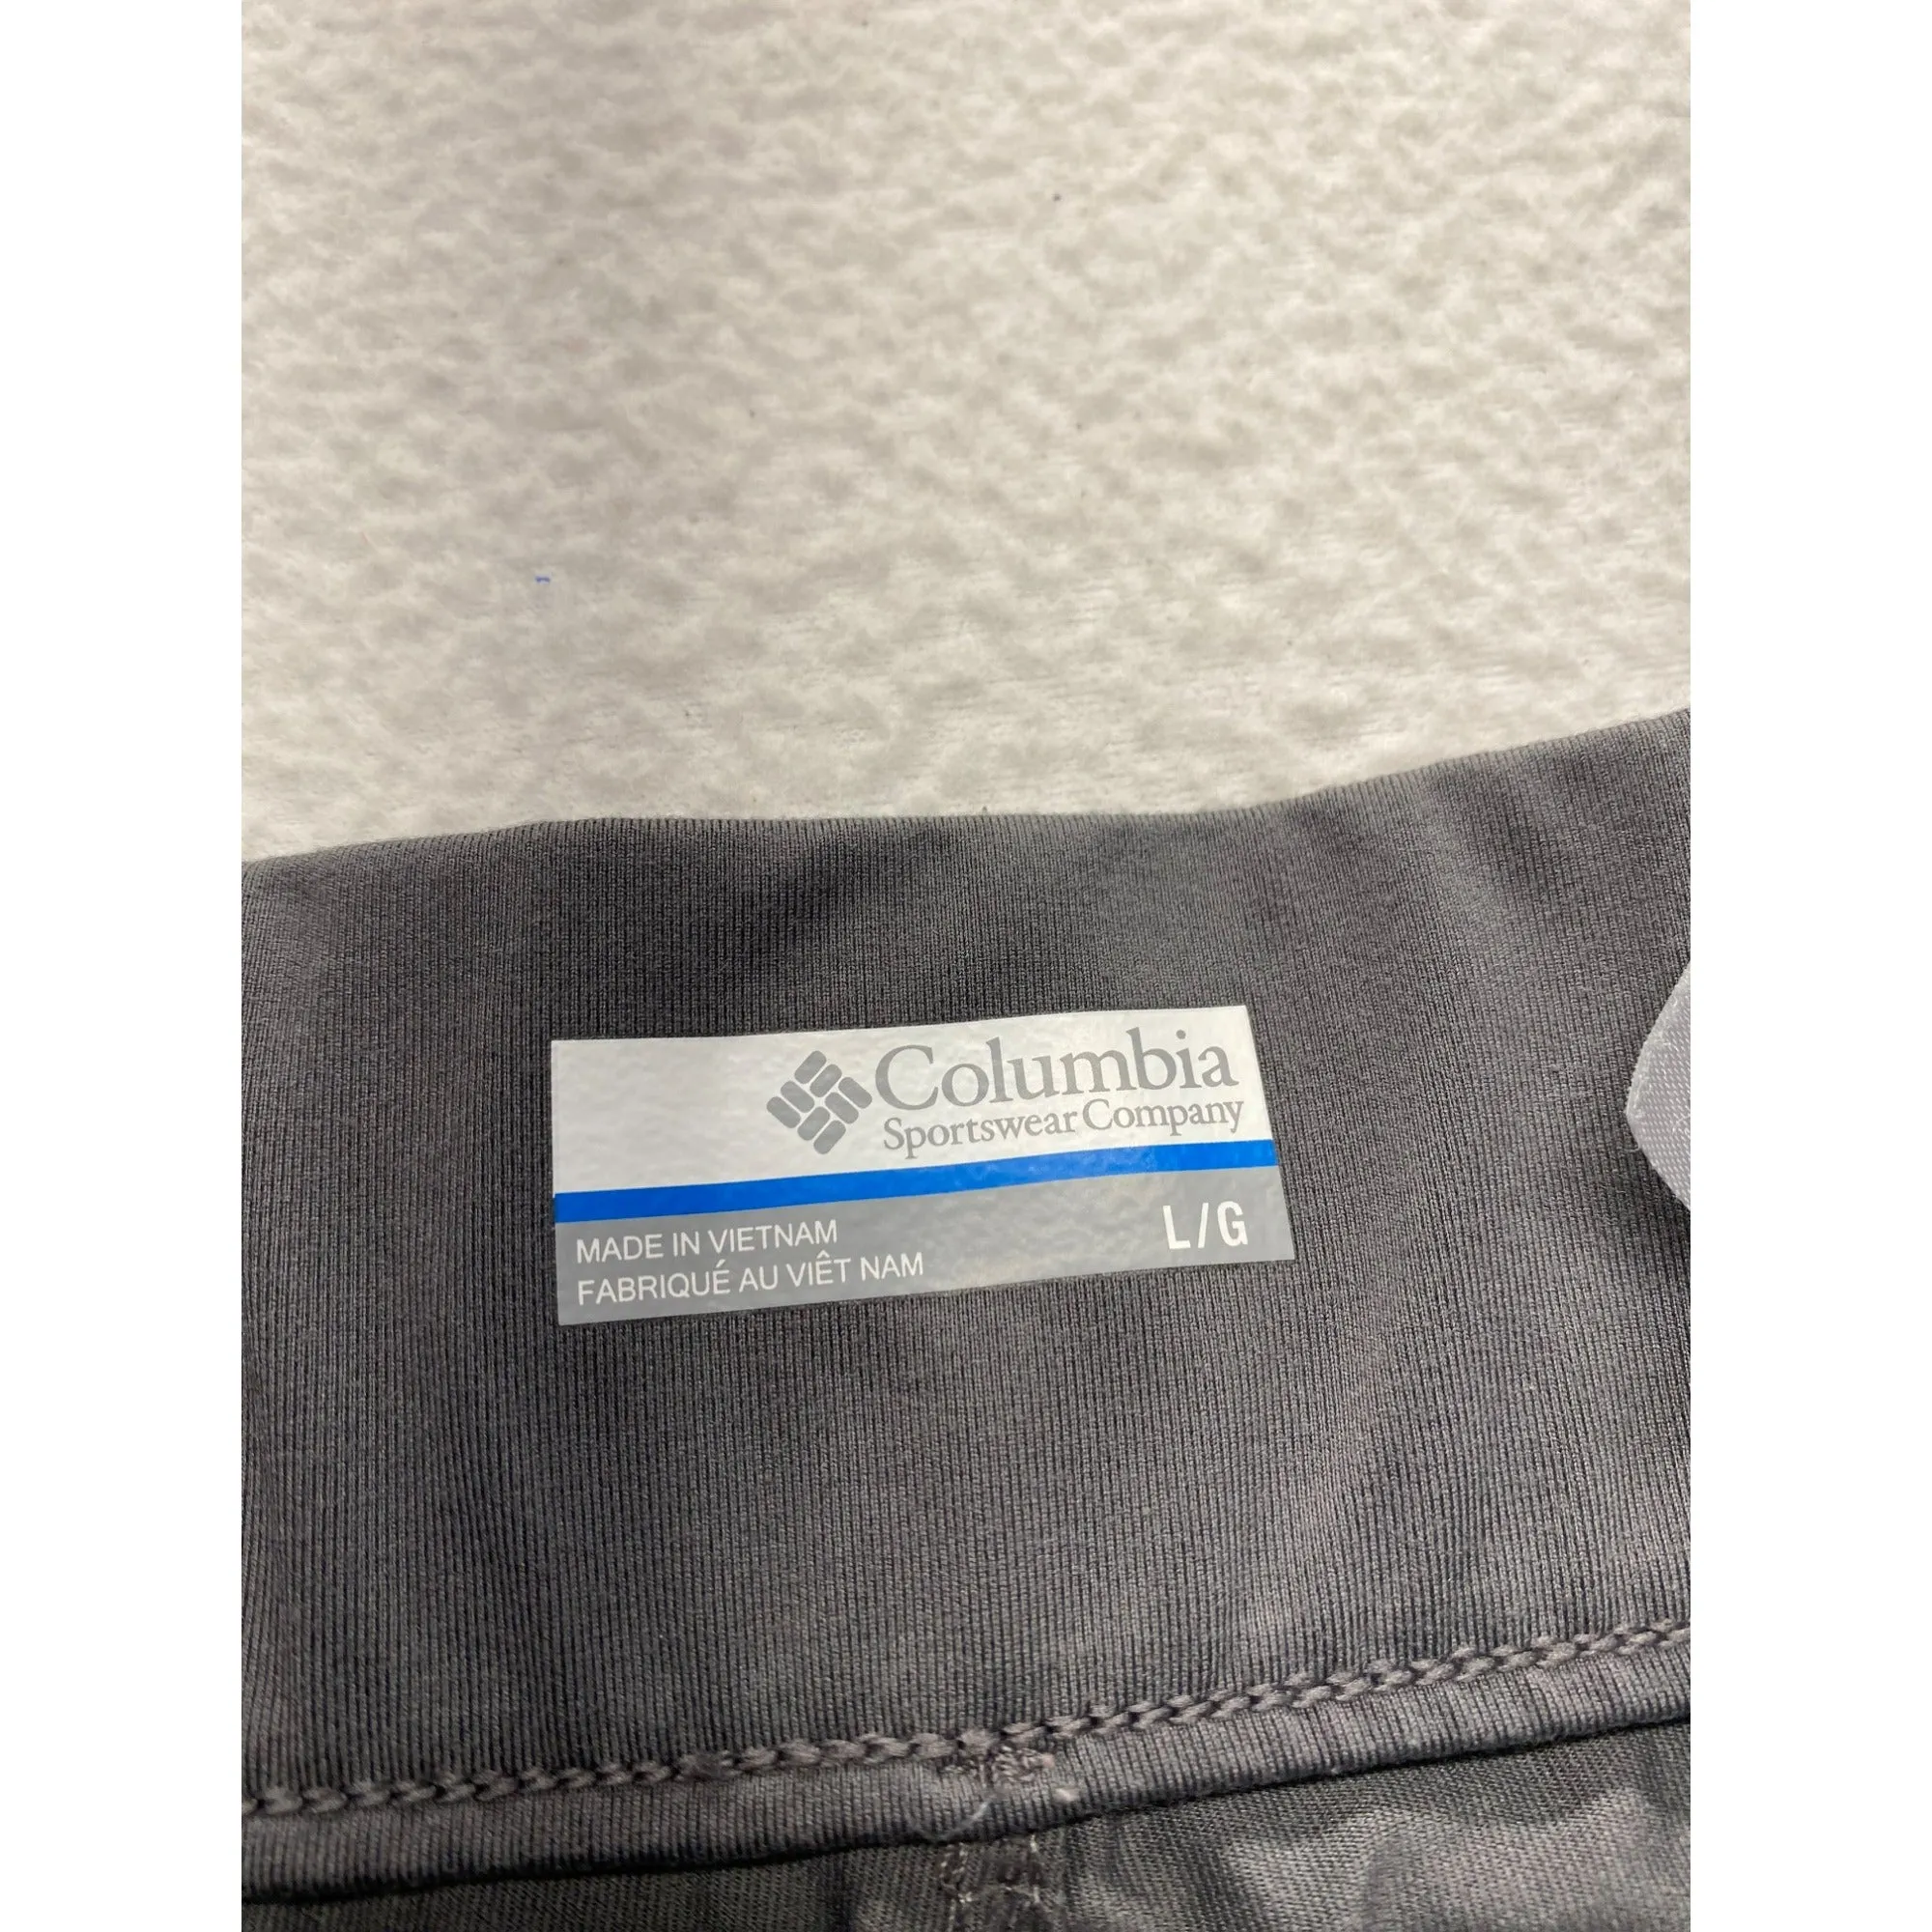 Columbia
Sportswear Company
MADE IN VIETNAM
FABRIQUÉ AU VIÊT NAM
L/G